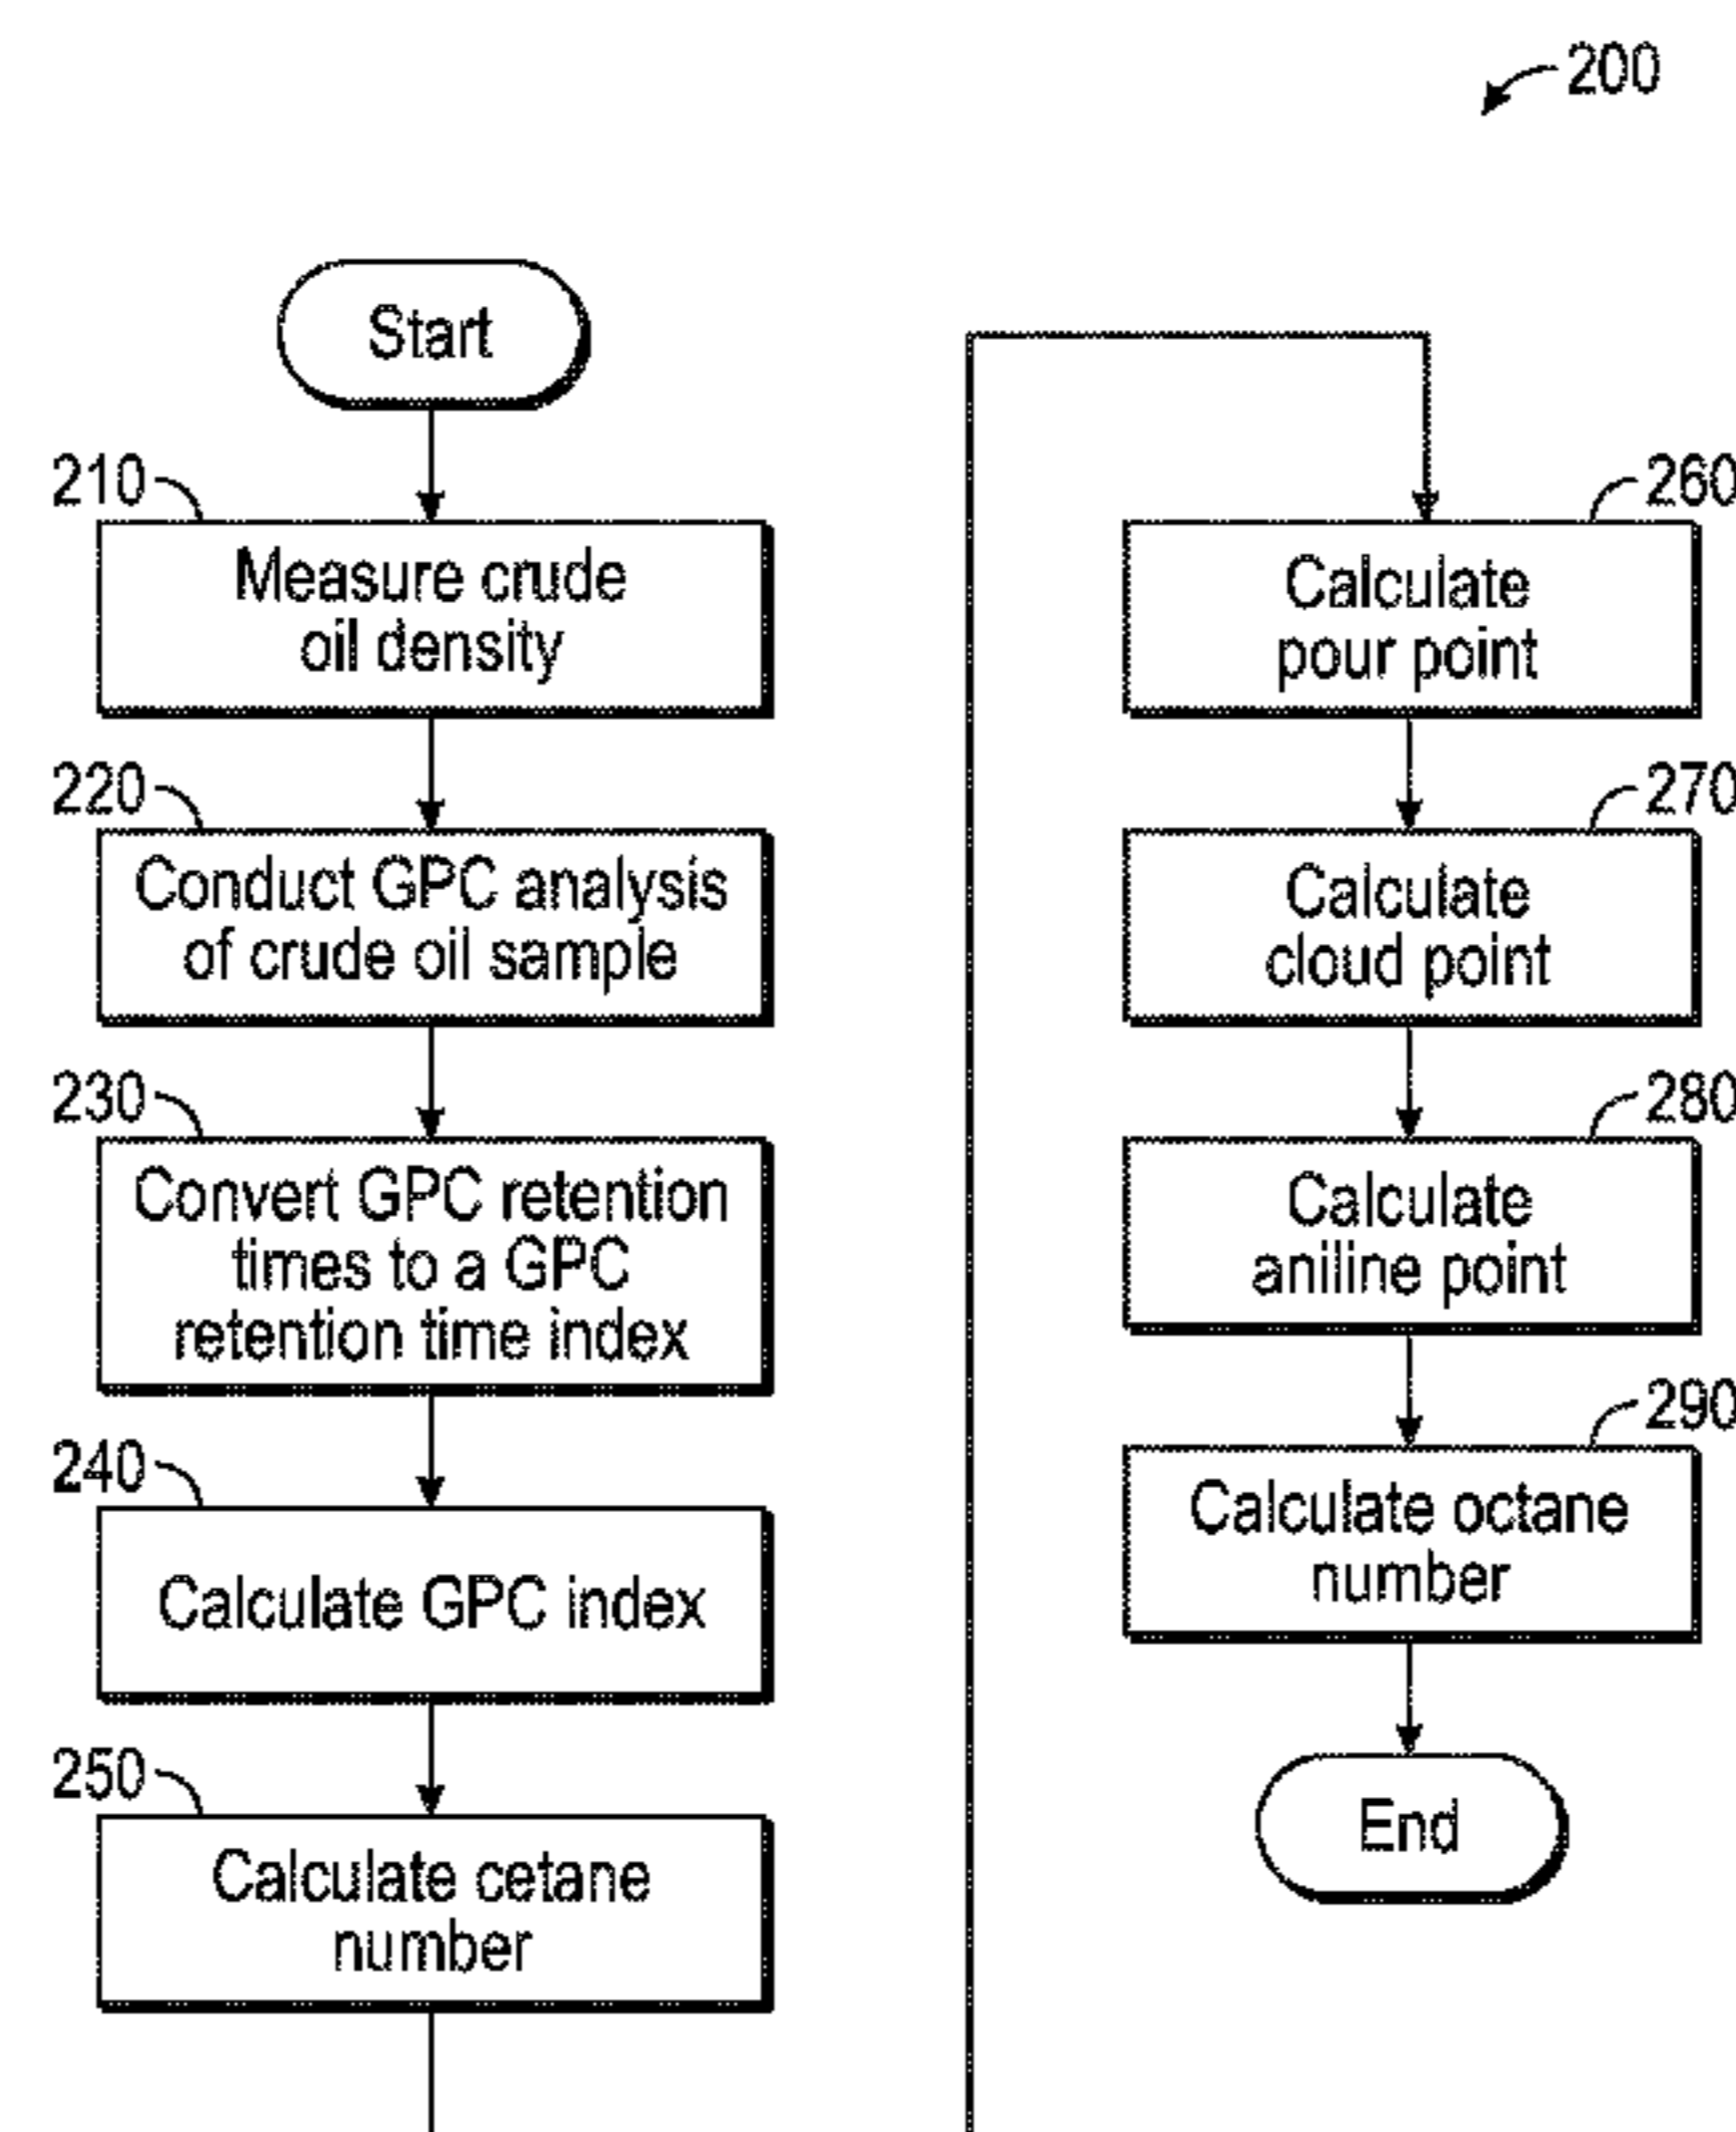 200
Start
210
Measure crude
oil density
220
Conduct GPC analysis
of crude oil sample
230
Convert GPC retention
times to a GPC
retention time index
240
Calculate GPC index
250
Calculate cetane
number
260
Calculate
pour point
270
Calculate
cloud point
280
Calculate
aniline point
290
Calculate octane
number
End